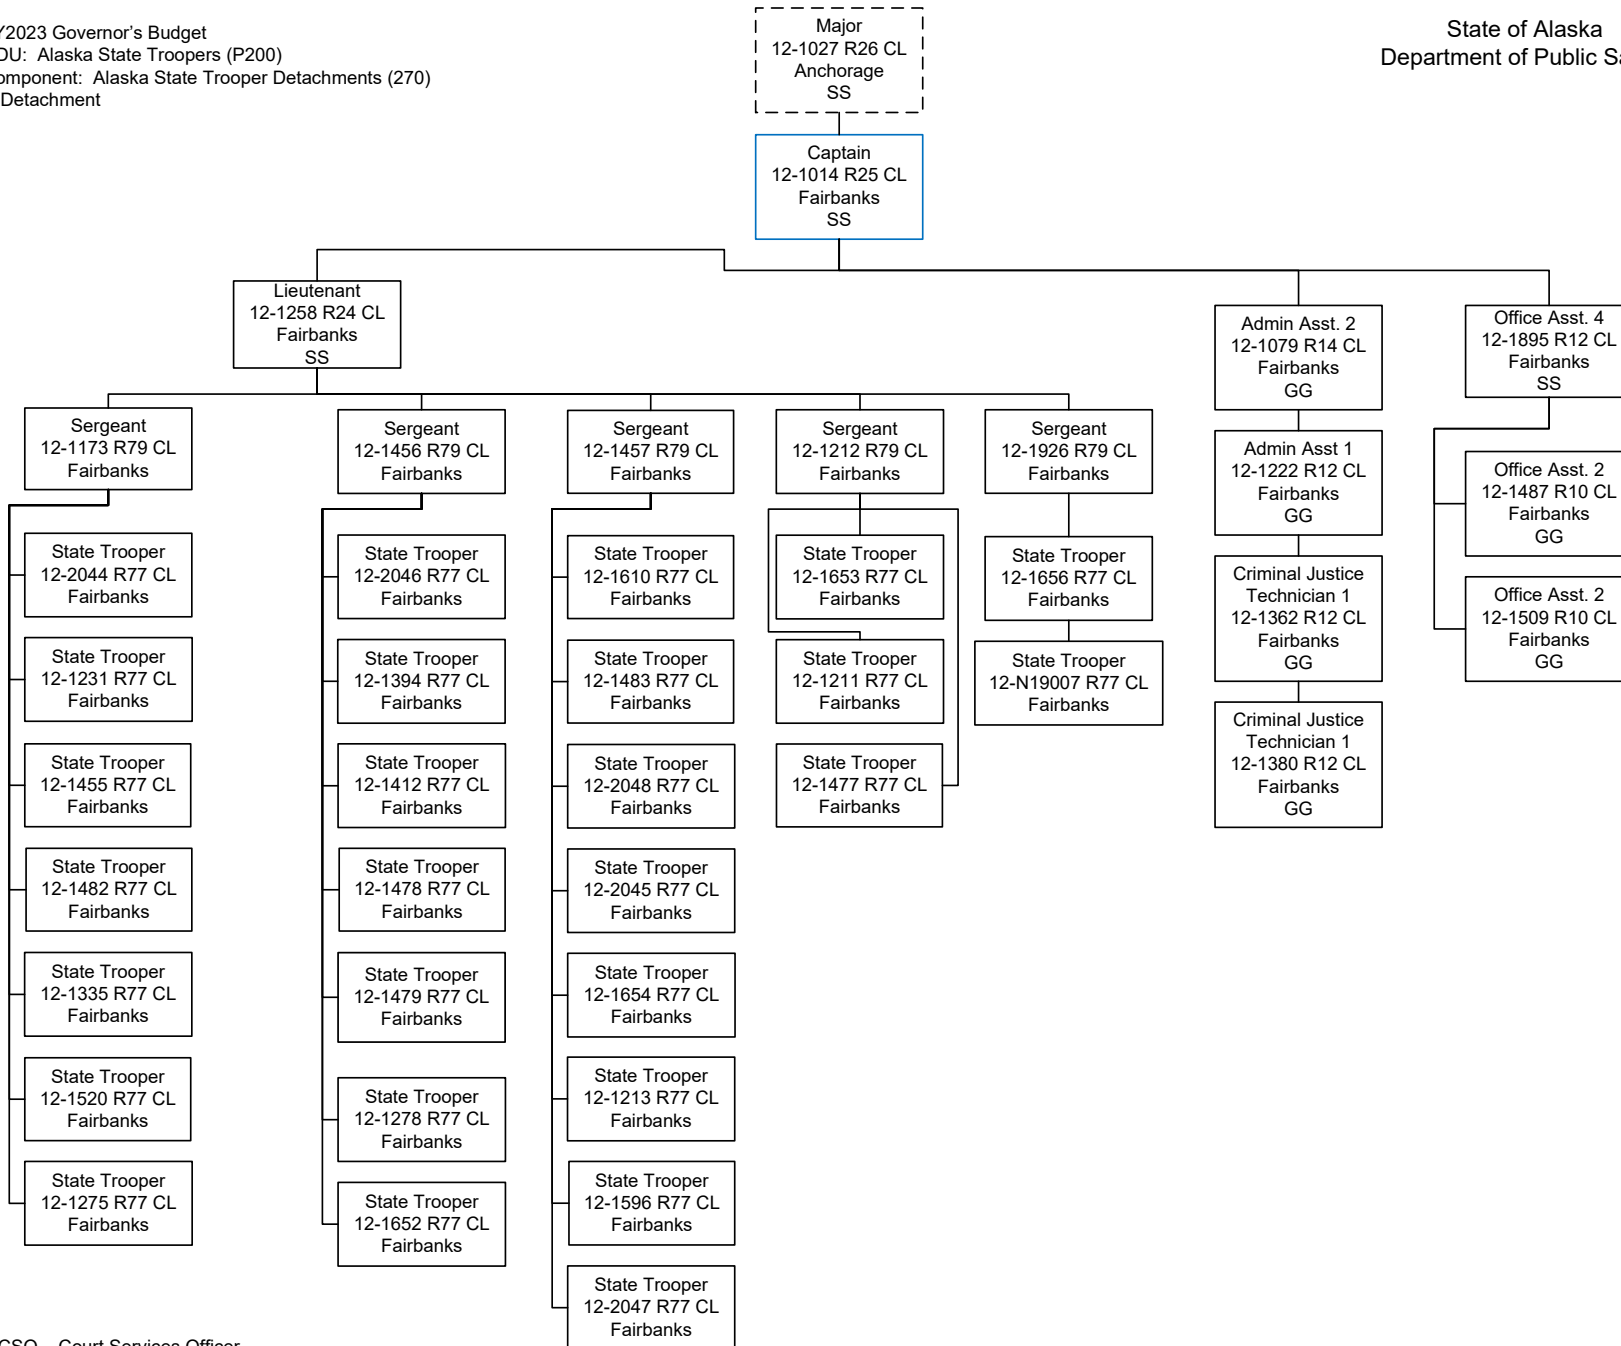 Y2023 Governor's Budget
DU: Alaska State Troopers (P200)
omponent: Alaska State Trooper Detachments (270)
Detachment
State of Alaska
Department of Public Sa
Major
12-1027 R26 CL
Anchorage
SS
Captain
12-1014 R25 CL
Fairbanks
SS
Lieutenant
12-1258 R24 CL
Fairbanks
SS
Sergeant
12-1173 R79 CL
Fairbanks
State Trooper
12-2044 R77 CL
Fairbanks
State Trooper
12-1231 R77 CL
Fairbanks
State Trooper
12-1455 R77 CL
Fairbanks
State Trooper
12-1482 R77 CL
Fairbanks
State Trooper
12-1335 R77 CL
Fairbanks
State Trooper
12-1520 R77 CL
Fairbanks
State Trooper
12-1275 R77 CL
Fairbanks
Sergeant
12-1456 R79 CL
Fairbanks
State Trooper
12-2046 R77 CL
Fairbanks
State Trooper
12-1394 R77 CL
Fairbanks
State Trooper
12-1412 R77 CL
Fairbanks
State Trooper
12-1478 R77 CL
Fairbanks
State Trooper
12-1479 R77 CL
Fairbanks
State Trooper
12-1278 R77 CL
Fairbanks
State Trooper
12-1652 R77 CL
Fairbanks
Sergeant
12-1457 R79 CL
Fairbanks
State Trooper
12-1610 R77 CL
Fairbanks
State Trooper
12-1483 R77 CL
Fairbanks
State Trooper
12-2048 R77 CL
Fairbanks
State Trooper
12-2045 R77 CL
Fairbanks
State Trooper
12-1654 R77 CL
Fairbanks
State Trooper
12-1213 R77 CL
Fairbanks
State Trooper
12-1596 R77 CL
Fairbanks
State Trooper
12-2047 R77 CL
Fairbanks
Sergeant
12-1212 R79 CL
Fairbanks
State Trooper
12-1653 R77 CL
Fairbanks
State Trooper
12-1211 R77 CL
Fairbanks
State Trooper
12-1477 R77 CL
Fairbanks
Sergeant
12-1926 R79 CL
Fairbanks
State Trooper
12-1656 R77 CL
Fairbanks
State Trooper
12-N19007 R77 CL
Fairbanks
Admin Asst. 2
12-1079 R14 CL
Fairbanks
GG
Admin Asst 1
12-1222 R12 CL
Fairbanks
GG
Criminal Justice
Technician 1
12-1362 R12 CL
Fairbanks
GG
Criminal Justice
Technician 1
12-1380 R12 CL
Fairbanks
GG
Office Asst. 4
12-1895 R12 CL
Fairbanks
SS
Office Asst. 2
12-1487 R10 CL
Fairbanks
GG
Office Asst. 2
12-1509 R10 CL
Fairbanks
GG